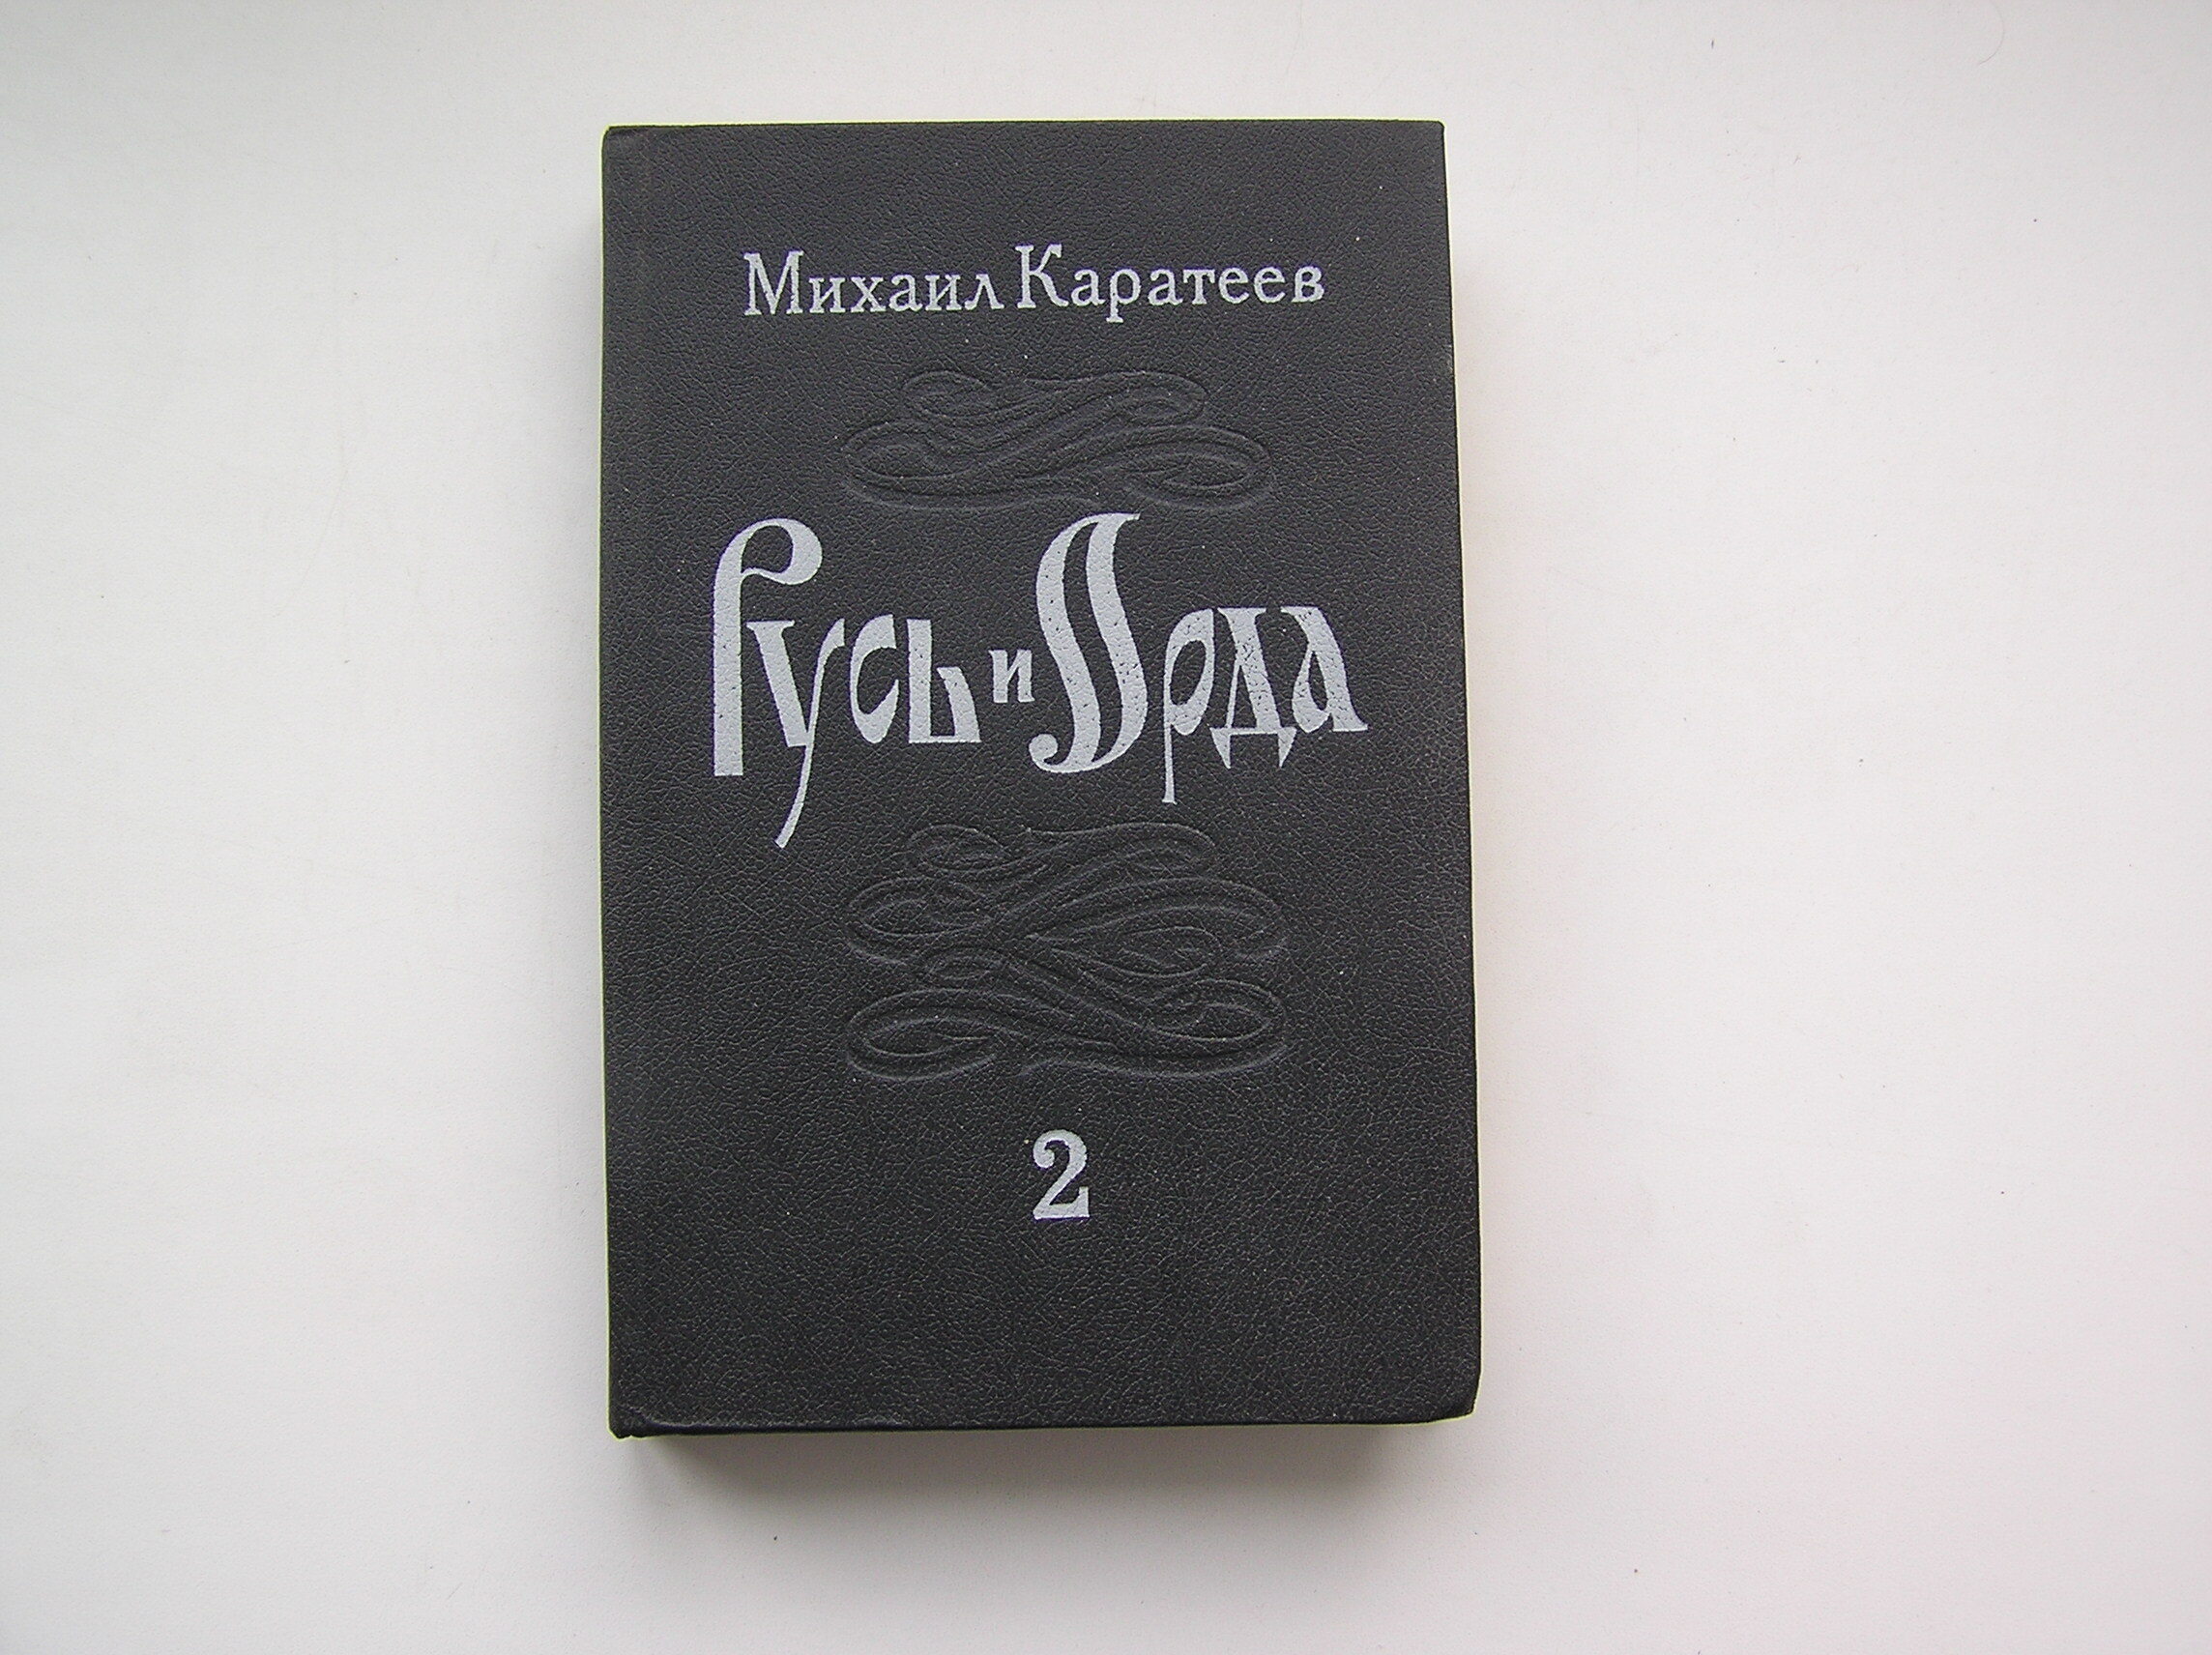 Михаил Каратеев
Русь и Орда
2